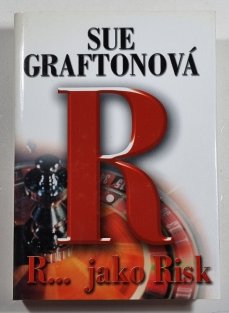 SUE
GRAFTONOVÁ
R
R... jako Risk